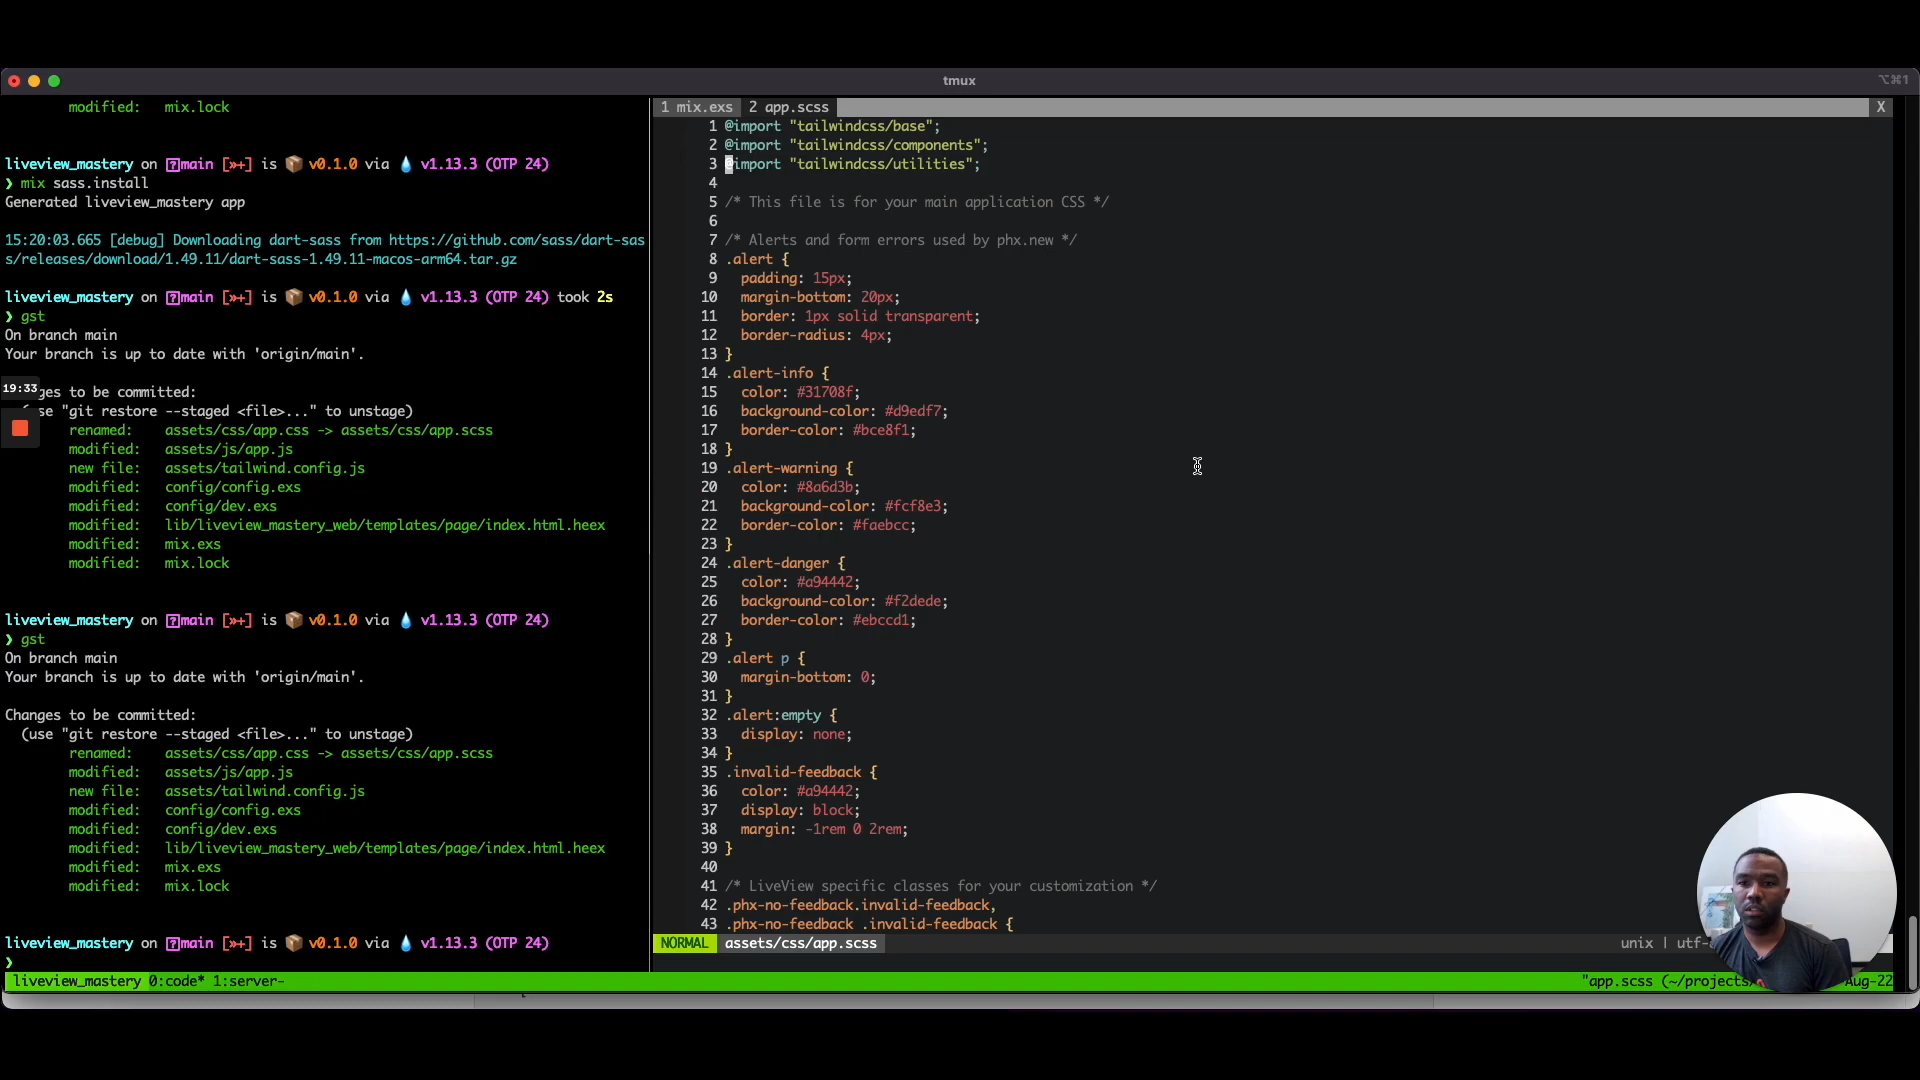 tmux
⌥⌘1
modified: mix.lock
liveview_mastery on main [»+] is 📦 v0.1.0 via 💧 v1.13.3 (OTP 24)
❯ mix sass.install
Generated liveview_mastery app
15:20:03.665 [debug] Downloading dart-sass from https://github.com/sass/dart-sas
s/releases/download/1.49.11/dart-sass-1.49.11-macos-arm64.tar.gz
liveview_mastery on main [»+] is 📦 v0.1.0 via 💧 v1.13.3 (OTP 24) took 2s
❯ gst
On branch main
Your branch is up to date with 'origin/main'.
19:33
ges to be committed:
(use "git restore --staged <file>..." to unstage)
renamed: assets/css/app.css -> assets/css/app.scss
modified: assets/js/app.js
new file: assets/tailwind.config.js
modified: config/config.exs
modified: config/dev.exs
modified: lib/liveview_mastery_web/templates/page/index.html.heex
modified: mix.exs
modified: mix.lock
liveview_mastery on main [»+] is 📦 v0.1.0 via 💧 v1.13.3 (OTP 24)
❯ gst
On branch main
Your branch is up to date with 'origin/main'.
Changes to be committed:
(use "git restore --staged <file>..." to unstage)
renamed: assets/css/app.css -> assets/css/app.scss
modified: assets/js/app.js
new file: assets/tailwind.config.js
modified: config/config.exs
modified: config/dev.exs
modified: lib/liveview_mastery_web/templates/page/index.html.heex
modified: mix.exs
modified: mix.lock
liveview_mastery on main [»+] is 📦 v0.1.0 via 💧 v1.13.3 (OTP 24)
❯
1 mix.exs 2 app.scss X
1 @import "tailwindcss/base";
2 @import "tailwindcss/components";
3 @import "tailwindcss/utilities";
4
5 /* This file is for your main application CSS */
6
7 /* Alerts and form errors used by phx.new */
8 .alert {
9 padding: 15px;
10 margin-bottom: 20px;
11 border: 1px solid transparent;
12 border-radius: 4px;
13 }
14 .alert-info {
15 color: #31708f;
16 background-color: #d9edf7;
17 border-color: #bce8f1;
18 }
19 .alert-warning {
20 color: #8a6d3b;
21 background-color: #fcf8e3;
22 border-color: #faebcc;
23 }
24 .alert-danger {
25 color: #a94442;
26 background-color: #f2dede;
27 border-color: #ebccd1;
28 }
29 .alert p {
30 margin-bottom: 0;
31 }
32 .alert:empty {
33 display: none;
34 }
35 .invalid-feedback {
36 color: #a94442;
37 display: block;
38 margin: -1rem 0 2rem;
39 }
40
41 /* LiveView specific classes for your customization */
42 .phx-no-feedback.invalid-feedback,
43 .phx-no-feedback .invalid-feedback {
NORMAL assets/css/app.scss unix | utf-
liveview_mastery 0:code* 1:server- "app.scss (~/projects/ Aug-22